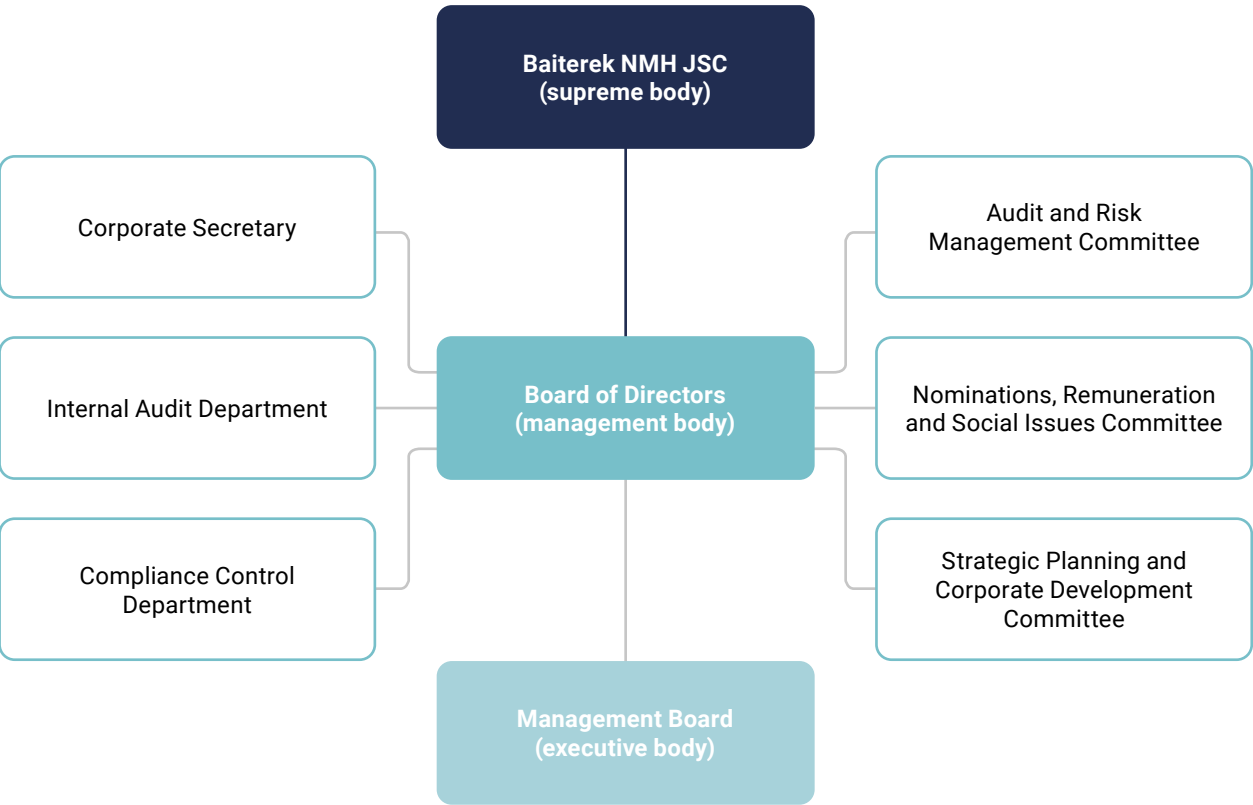 Baiterek NMH JSC
(supreme body)
Corporate Secretary
Audit and Risk
Management Committee
Internal Audit Department
Board of Directors
(management body)
Nominations, Remuneration
and Social Issues Committee
Compliance Control
Department
Strategic Planning and
Corporate Development
Committee
Management Board
(executive body)